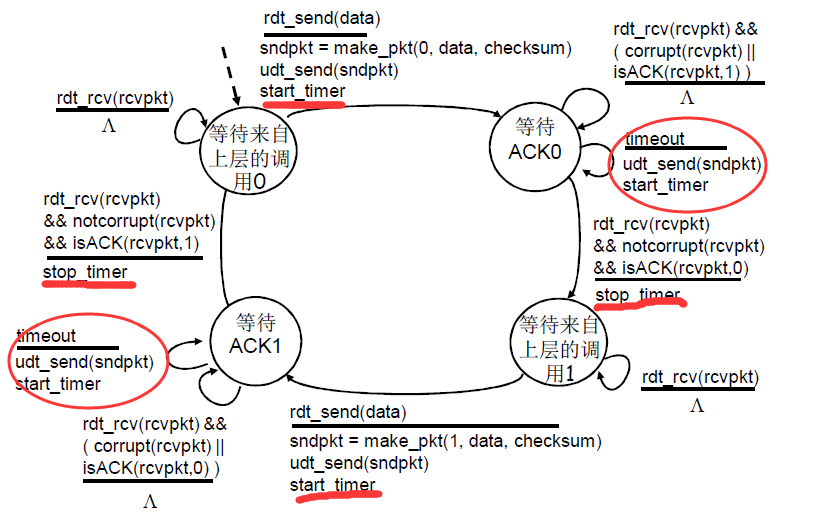 rdt_send(data)
sndpkt = make_pkt(0, data, checksum)
udt_send(sndpkt)
start_timer
rdt_rcv(rcvpkt) &&
( corrupt(rcvpkt) ||
isACK(rcvpkt,1) )
Λ
rdt_rcv(rcvpkt)
Λ
等待来自
上层的调
用0
等待
ACK0
timeout
udt_send(sndpkt)
start_timer
rdt_rcv(rcvpkt)
&& notcorrupt(rcvpkt)
&& isACK(rcvpkt,1)
stop_timer
rdt_rcv(rcvpkt)
&& notcorrupt(rcvpkt)
&& isACK(rcvpkt,0)
stop_timer
timeout
udt_send(sndpkt)
start_timer
等待
ACK1
等待来自
上层的调
用1
rdt_rcv(rcvpkt)
Λ
rdt_rcv(rcvpkt) &&
( corrupt(rcvpkt) ||
isACK(rcvpkt,0) )
Λ
rdt_send(data)
sndpkt = make_pkt(1, data, checksum)
udt_send(sndpkt)
start_timer